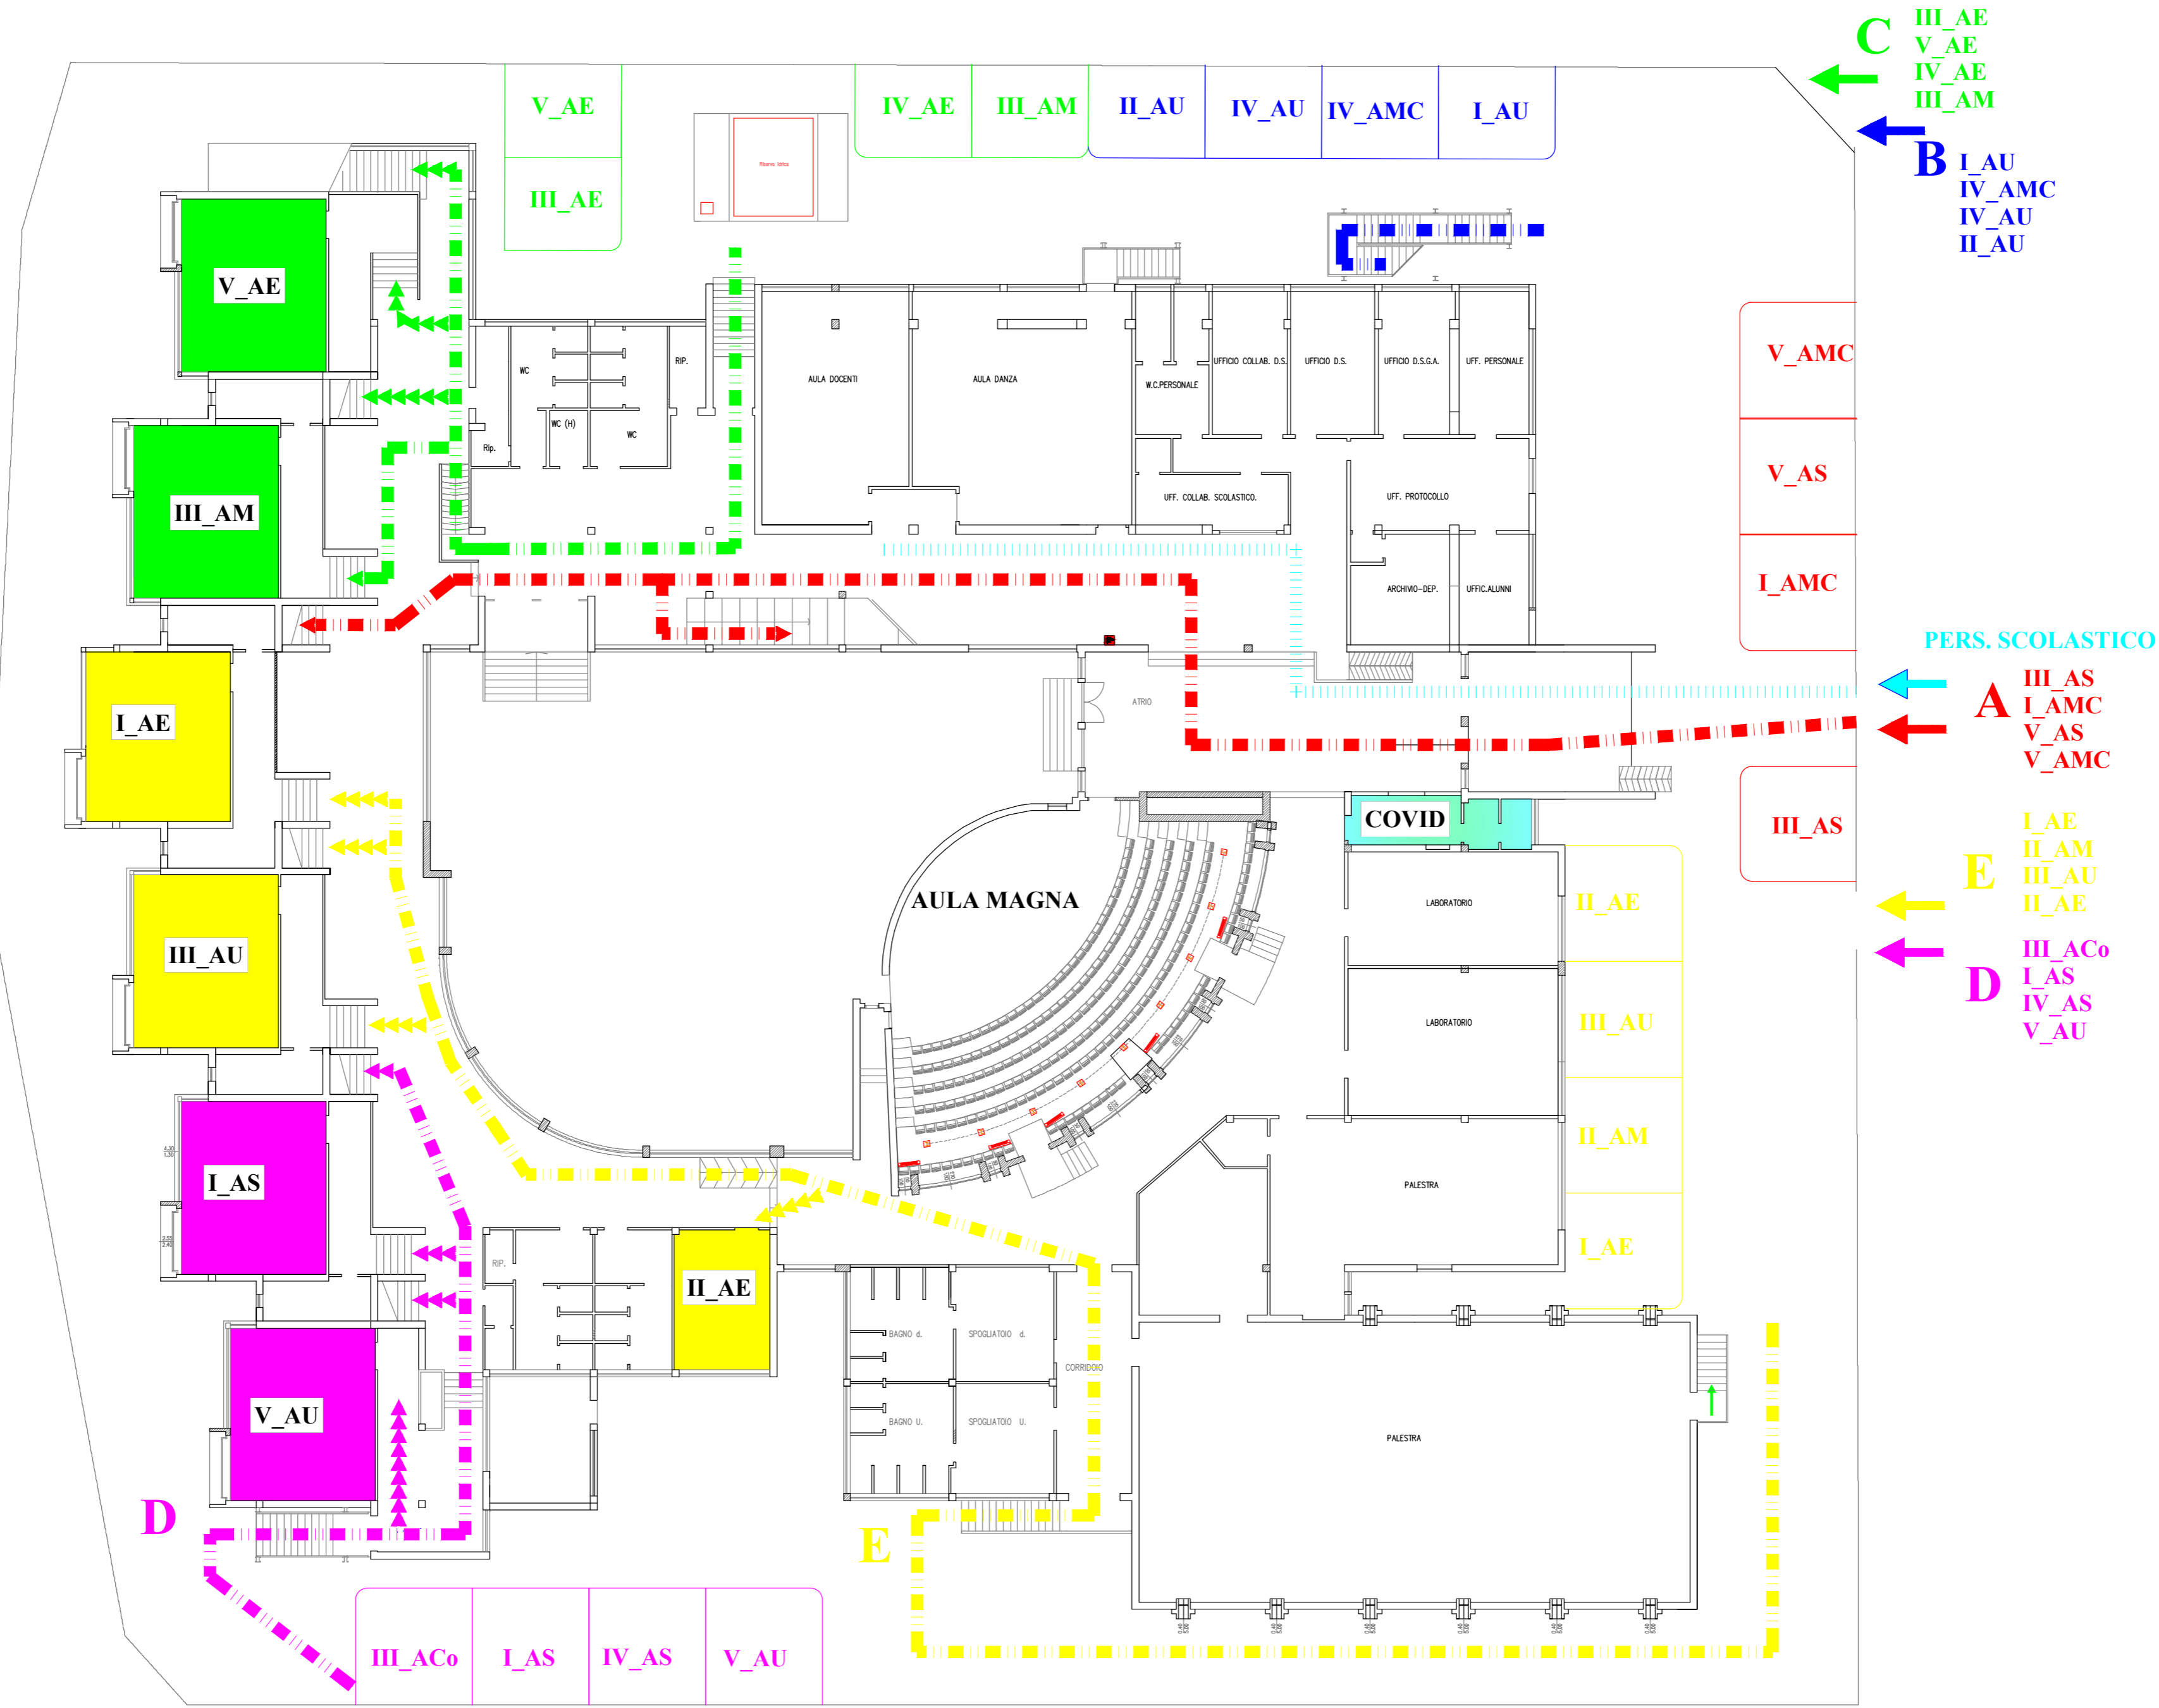 C
III_AE
V_AE
IV_AE
III_AM
V_AE
IV_AE
III_AM
II_AU
IV_AU
IV_AMC
I_AU
B
I_AU
IV_AMC
IV_AU
II_AU
Riserva idrica
III_AE
V_AE
V_AMC
AULA DOCENTI
AULA DANZA
W.C.PERSONALE
UFFICIO COLLAB. D.S.
UFFICIO D.S.
UFFICIO D.S.G.A.
UFF. PERSONALE
WC
RIP.
WC (H)
WC
Rip.
V_AS
UFF. COLLAB. SCOLASTICO.
UFF. PROTOCOLLO
III_AM
ARCHIVIO-DEP.
UFFIC.ALUNNI
I_AMC
PERS. SCOLASTICO
A
III_AS
I_AMC
V_AS
V_AMC
ATRIO
I_AE
COVID
III_AS
E
I_AE
II_AM
III_AU
II_AE
AULA MAGNA
LABORATORIO
II_AE
III_AU
D
III_ACo
I_AS
IV_AS
V_AU
LABORATORIO
III_AU
I_AS
PALESTRA
II_AM
I_AE
RIP.
II_AE
BAGNO d.
SPOGLIATOIO d.
CORRIDOIO
V_AU
BAGNO U.
SPOGLIATOIO U.
PALESTRA
D
E
III_ACo
I_AS
IV_AS
V_AU